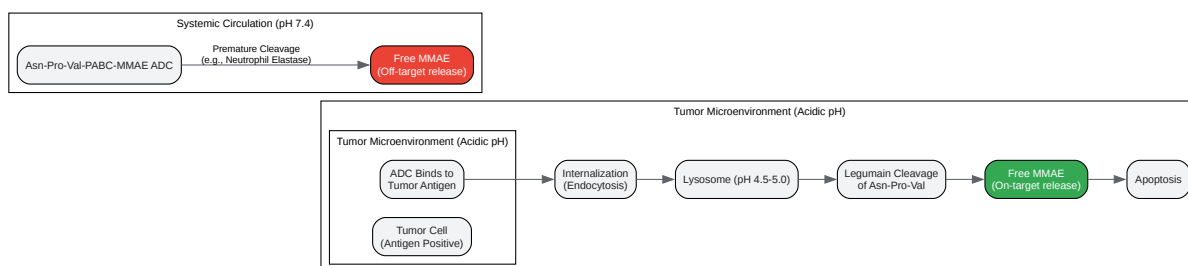 Systemic Circulation (pH 7.4)
Asn-Pro-Val-PABC-MMAE ADC
Premature Cleavage
(e.g., Neutrophil Elastase)
Free MMAE
(Off-target release)
Tumor Microenvironment (Acidic pH)
Tumor Microenvironment (Acidic pH)
ADC Binds to
Tumor Antigen
Internalization
(Endocytosis)
Lysosome (pH 4.5-5.0)
Legumain Cleavage
of Asn-Pro-Val
Free MMAE
(On-target release)
Apoptosis
Tumor Cell
(Antigen Positive)